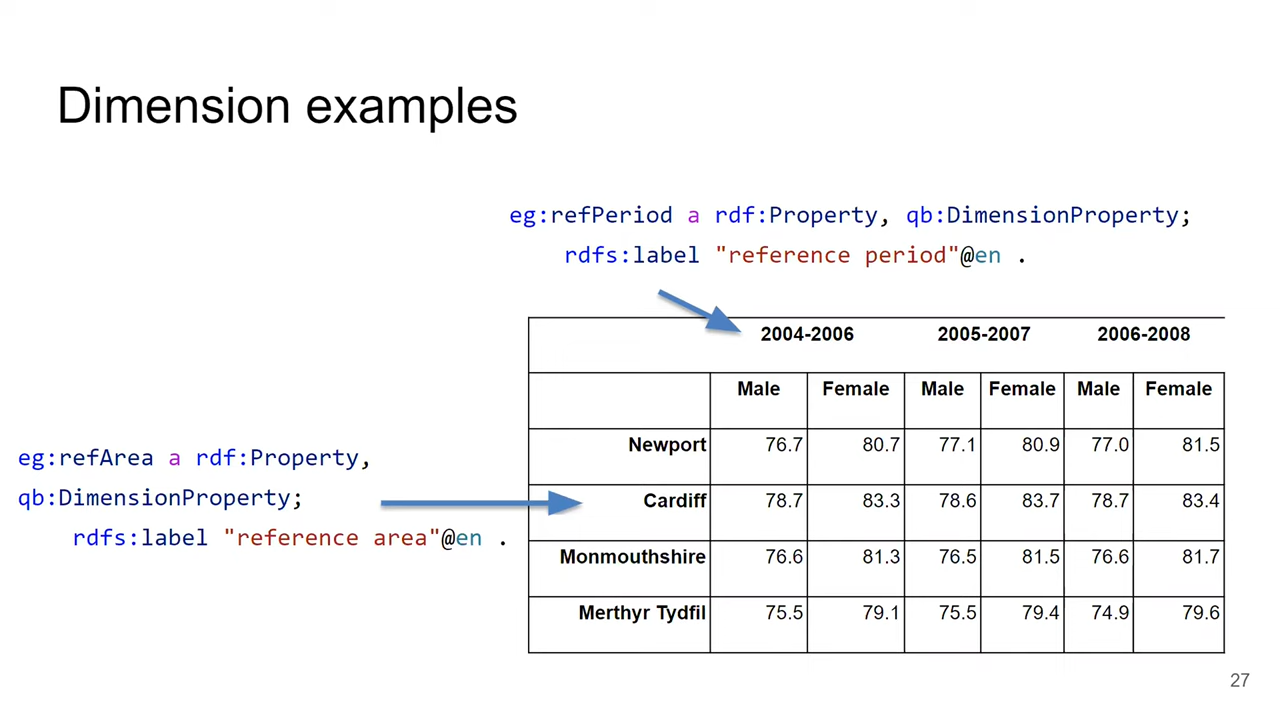 Dimension examples
eg:refPeriod a rdf:Property, qb:DimensionProperty;
rdfs:label "reference period"@en .
eg:refArea a rdf:Property,
qb:DimensionProperty;
rdfs:label "reference area"@en .
2004-2006 2005-2007 2006-2008
Male Female Male Female Male Female
Newport 76.7 80.7 77.1 80.9 77.0 81.5
Cardiff 78.7 83.3 78.6 83.7 78.7 83.4
Monmouthshire 76.6 81.3 76.5 81.5 76.6 81.7
Merthyr Tydfil 75.5 79.1 75.5 79.4 74.9 79.6
27